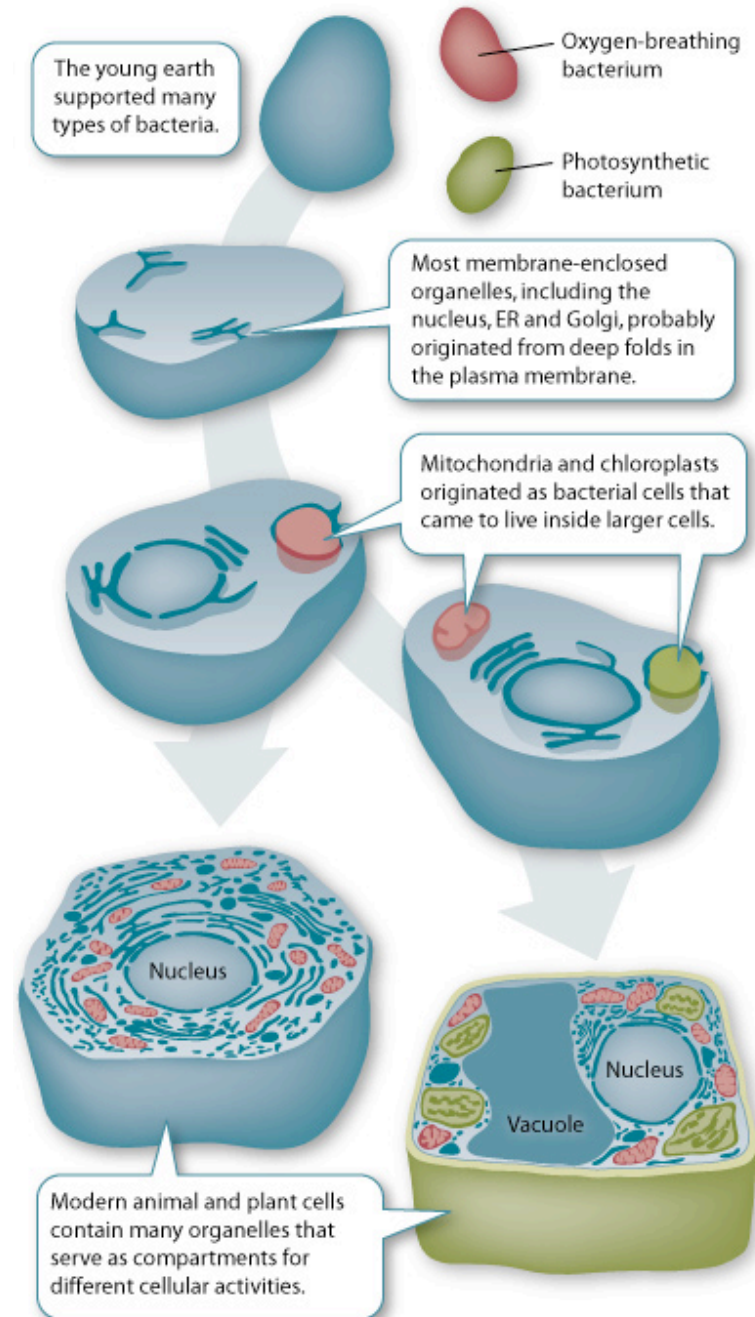 The young earth
supported many
types of bacteria.
Oxygen-breathing
bacterium
Photosynthetic
bacterium
Most membrane-enclosed
organelles, including the
nucleus, ER and Golgi, probably
originated from deep folds in
the plasma membrane.
Mitochondria and chloroplasts
originated as bacterial cells that
came to live inside larger cells.
Nucleus
Nucleus
Vacuole
Modern animal and plant cells
contain many organelles that
serve as compartments for
different cellular activities.